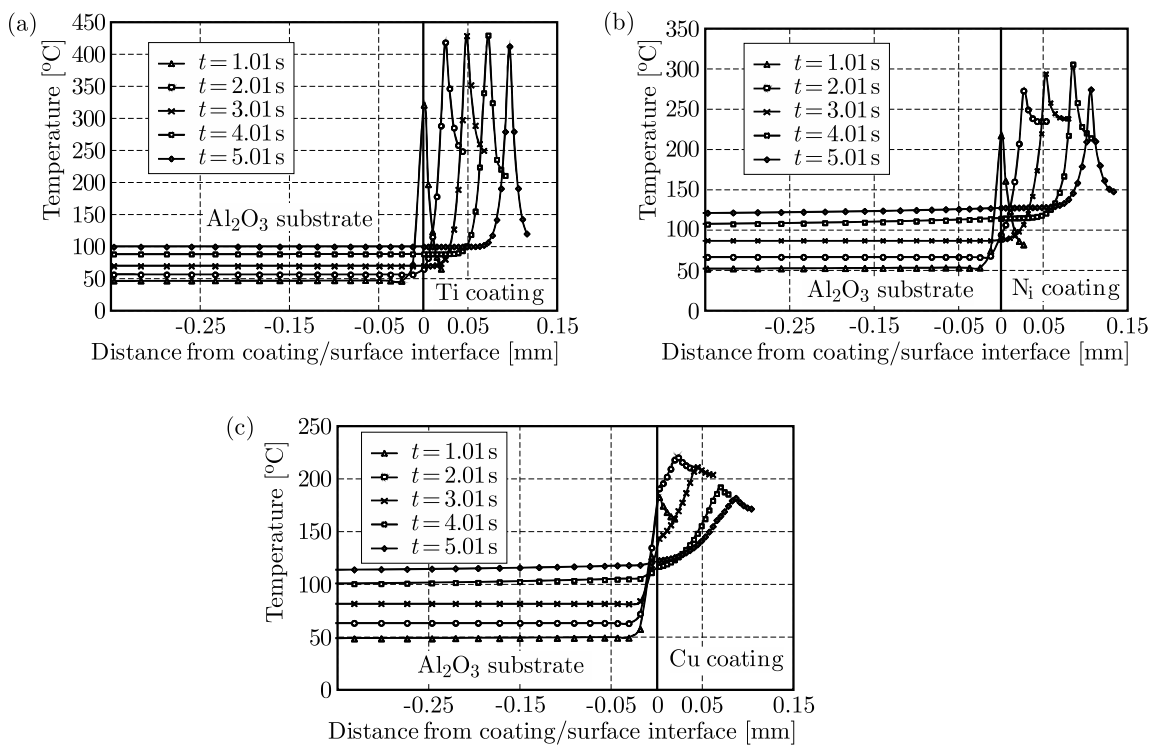 (a)
Temperature [ºC]
450
400
350
300
250
200
150
100
50
0
t = 1.01 s
t = 2.01 s
t = 3.01 s
t = 4.01 s
t = 5.01 s
Al₂O₃ substrate
Ti coating
-0.25 -0.15 -0.05 0 0.05 0.15
Distance from coating/surface interface [mm]
(b)
Temperature [ºC]
350
300
250
200
150
100
50
0
t = 1.01 s
t = 2.01 s
t = 3.01 s
t = 4.01 s
t = 5.01 s
Al₂O₃ substrate
Nᵢ coating
-0.25 -0.15 -0.05 0 0.05 0.15
Distance from coating/surface interface [mm]
(c)
Temperature [ºC]
250
200
150
100
50
0
t = 1.01 s
t = 2.01 s
t = 3.01 s
t = 4.01 s
t = 5.01 s
Al₂O₃ substrate
Cu coating
-0.25 -0.15 -0.05 0 0.05 0.15
Distance from coating/surface interface [mm]